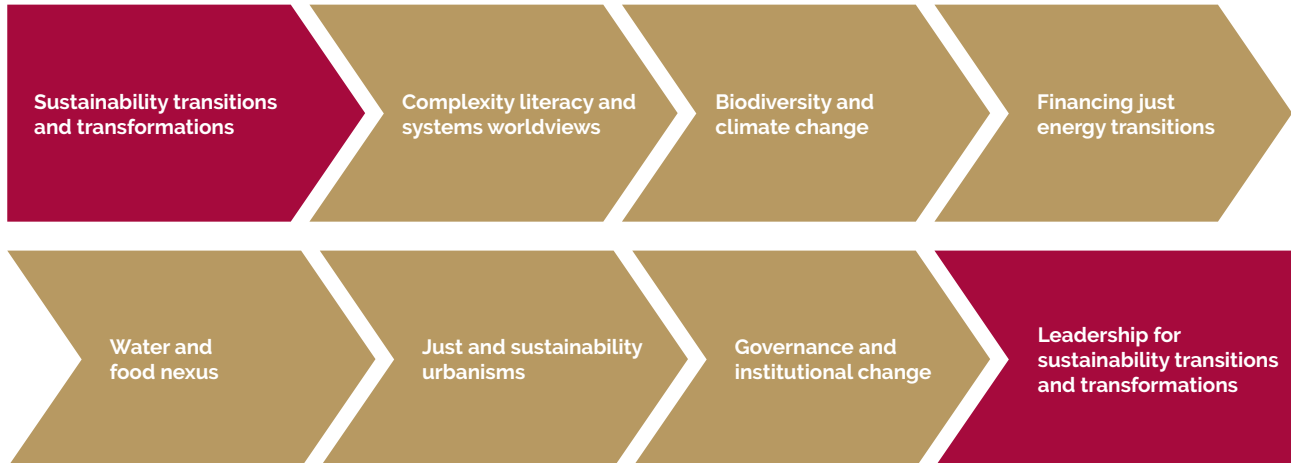 Sustainability transitions
and transformations
Complexity literacy and
systems worldviews
Biodiversity and
climate change
Financing just
energy transitions
Water and
food nexus
Just and sustainability
urbanisms
Governance and
institutional change
Leadership for
sustainability transitions
and transformations